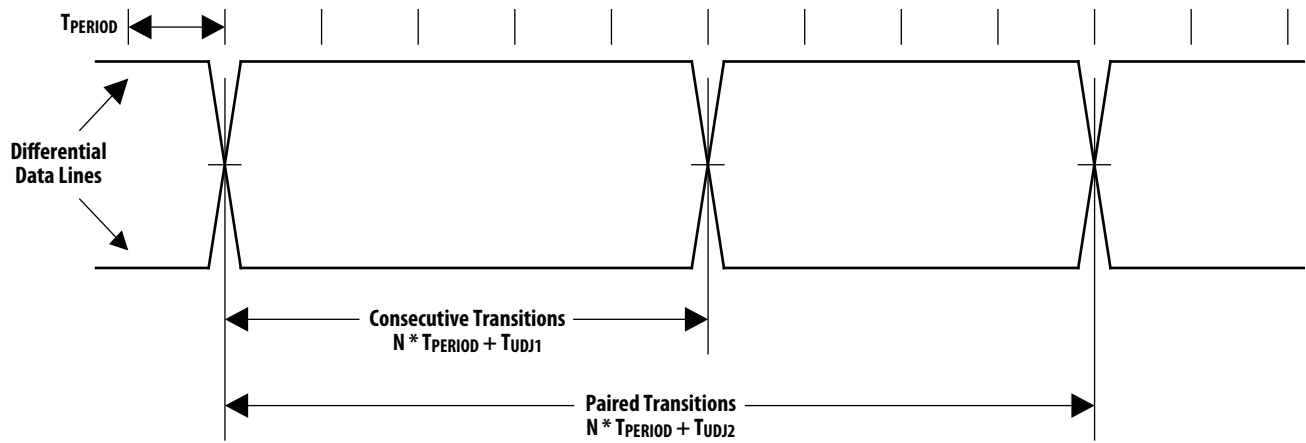 TPERIOD
Differential
Data Lines
Consecutive Transitions
N * TPERIOD + TUDJ1
Paired Transitions
N * TPERIOD + TUDJ2